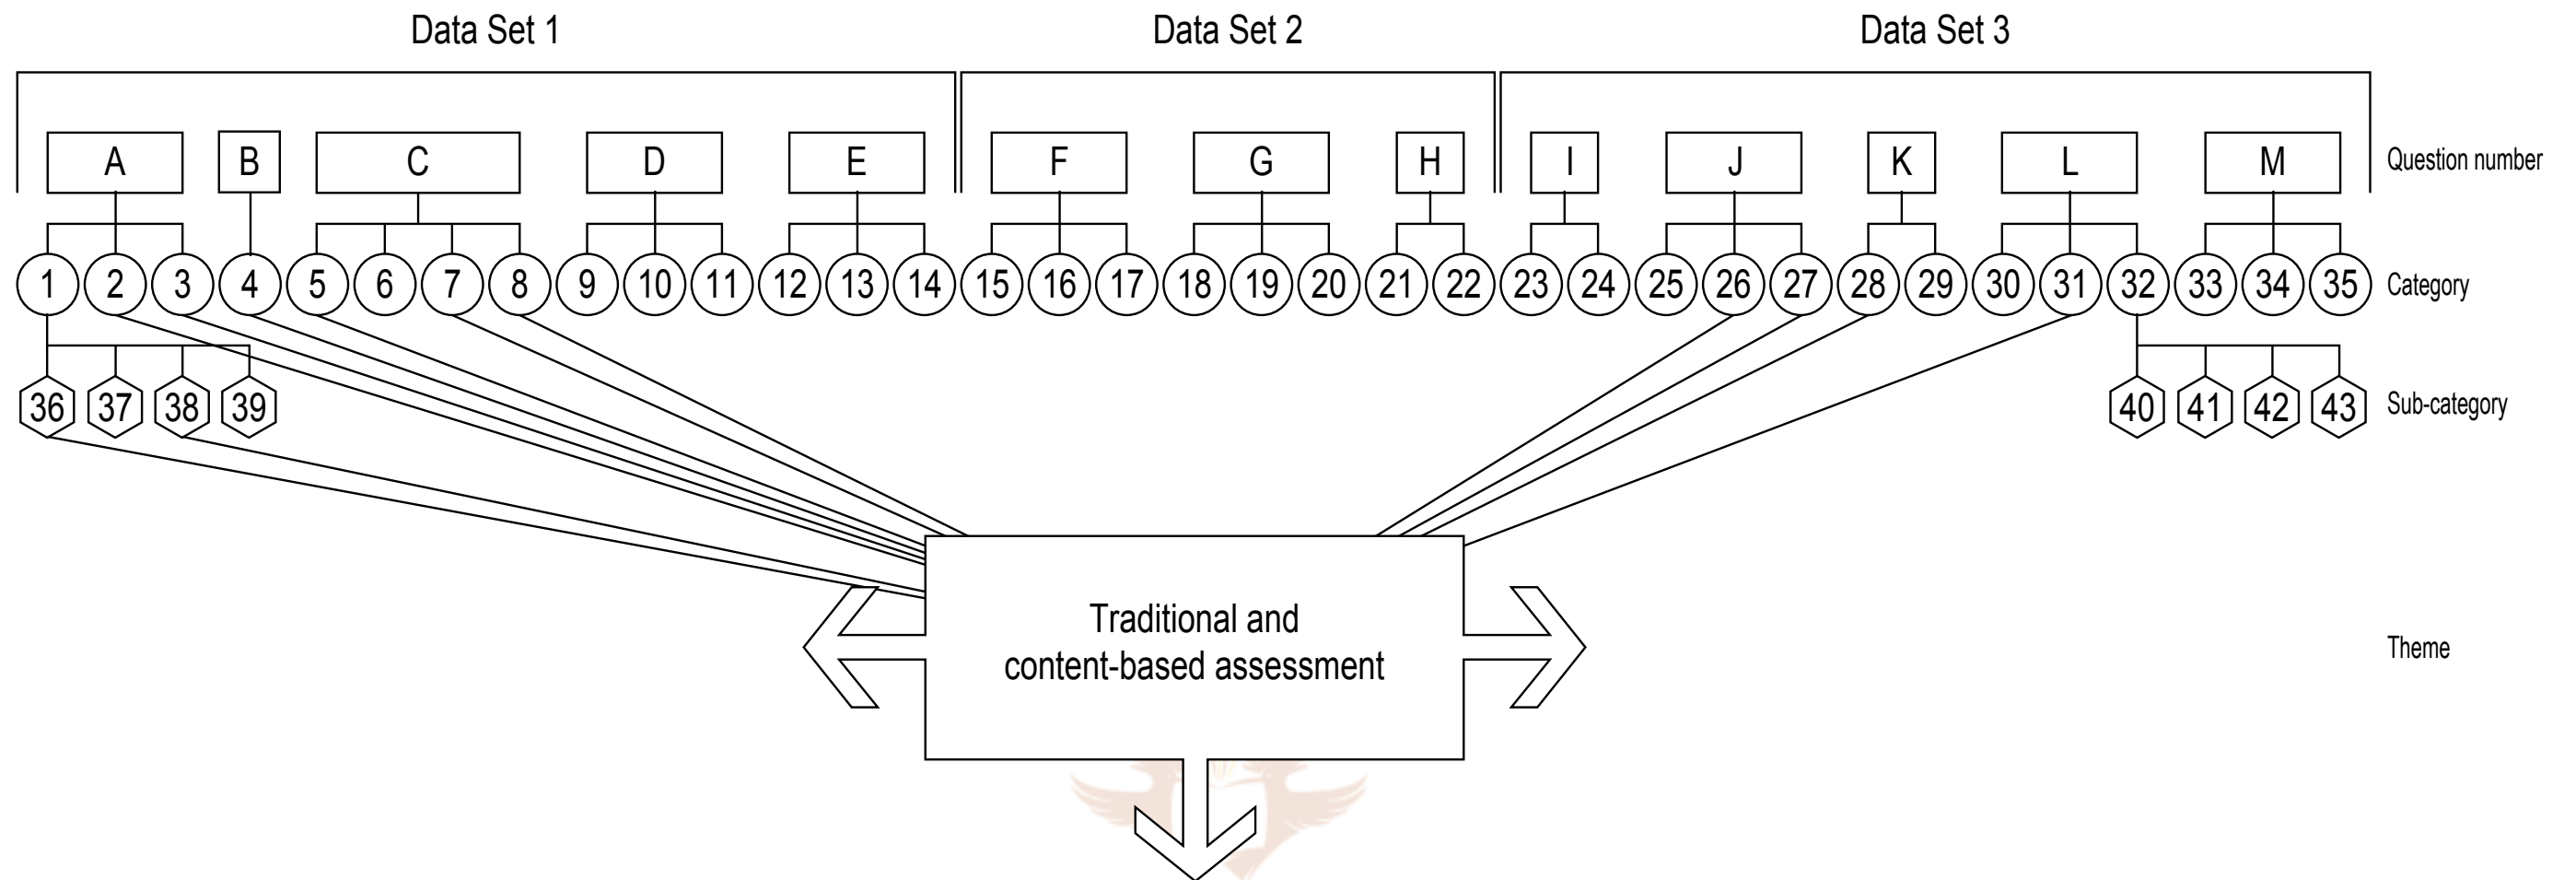 Data Set 1 Data Set 2 Data Set 3
A B C D E F G H I J K L M Question number
1 2 3 4 5 6 7 8 9 10 11 12 13 14 15 16 17 18 19 20 21 22 23 24 25 26 27 28 29 30 31 32 33 34 35 Category
36 37 38 39 40 41 42 43 Sub-category
Traditional and
content-based assessment
Theme